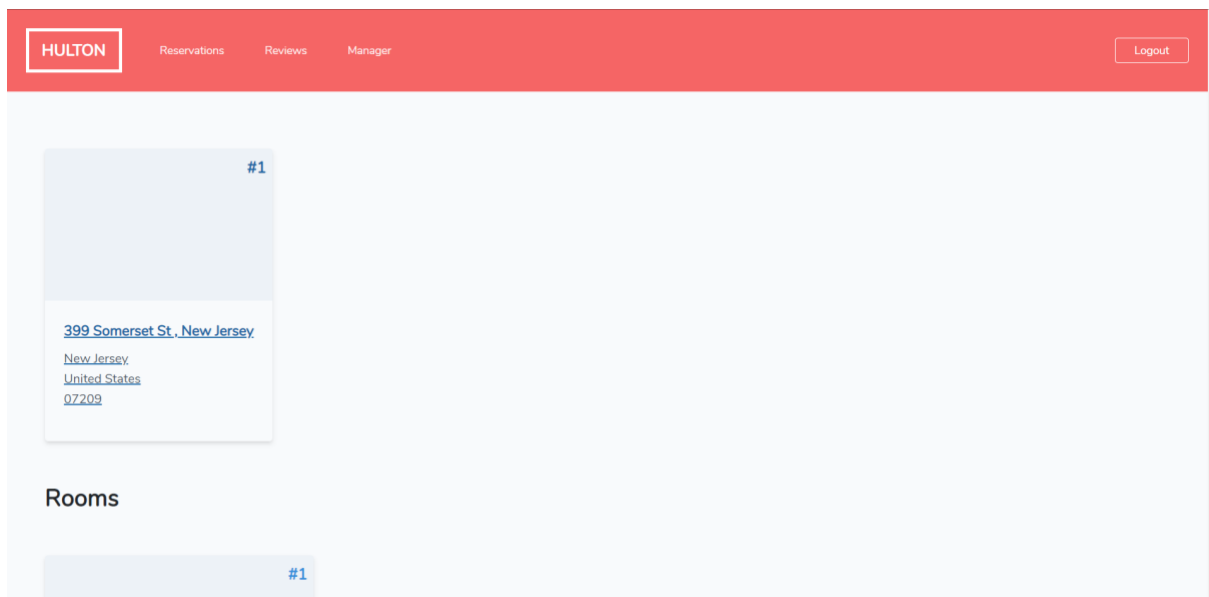 HULTON Reservations Reviews Manager Logout
#1
399 Somerset St , New Jersey
New Jersey
United States
07209
Rooms
#1